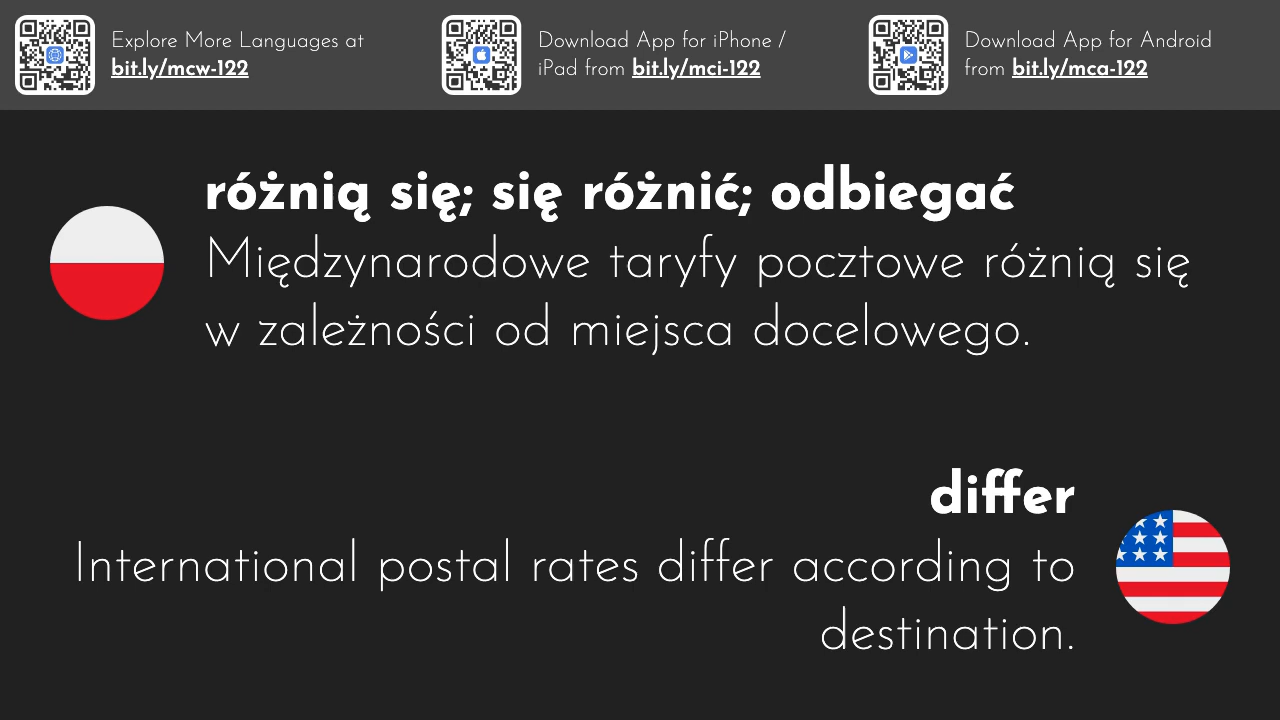 Explore More Languages at
bit.ly/mcw-122
Download App for iPhone /
iPad from bit.ly/mci-122
Download App for Android
from bit.ly/mca-122
różnią się; się różnić; odbiegać
Międzynarodowe taryfy pocztowe różnią się
w zależności od miejsca docelowego.
differ
International postal rates differ according to
destination.